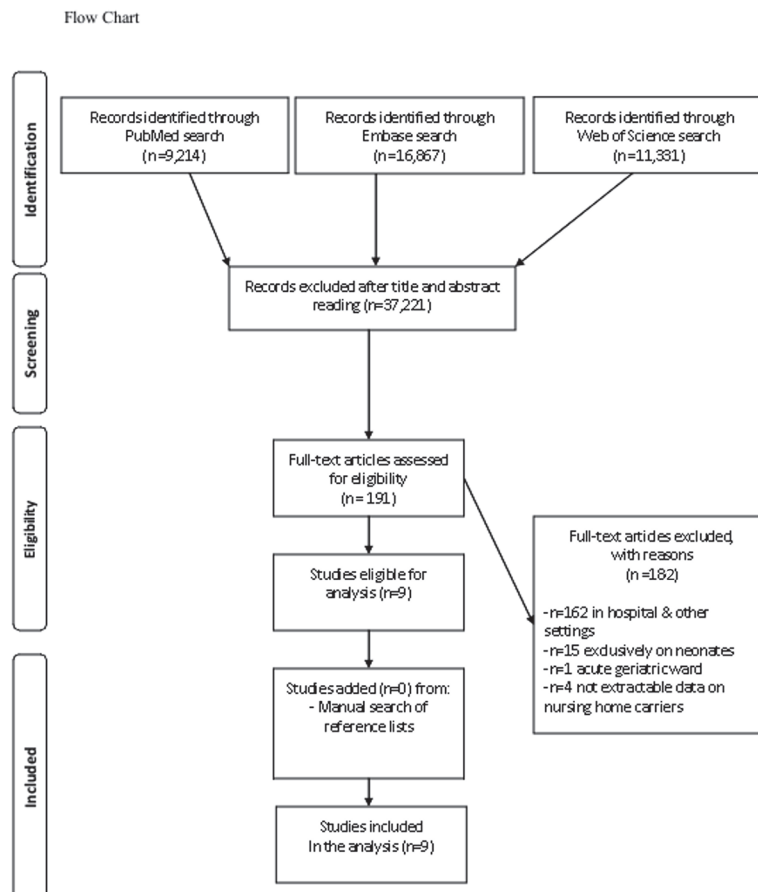 Flow Chart
Identification
Records identified through
PubMed search
(n=9,214)
Records identified through
Embase search
(n=16,867)
Records identified through
Web of Science search
(n=11,331)
Screening
Records excluded after title and abstract
reading (n=37,221)
Eligibility
Full-text articles assessed
for eligibility
(n = 191)
Full-text articles excluded,
with reasons
(n =182)
-n=162 in hospital & other
settings
-n=15 exclusively on neonates
-n=1 acute geriatric ward
-n=4 not extractable data on
nursing home carriers
Studies eligible for
analysis (n=9)
Included
Studies added (n=0) from:
- Manual search of
reference lists
Studies included
In the analysis (n=9)